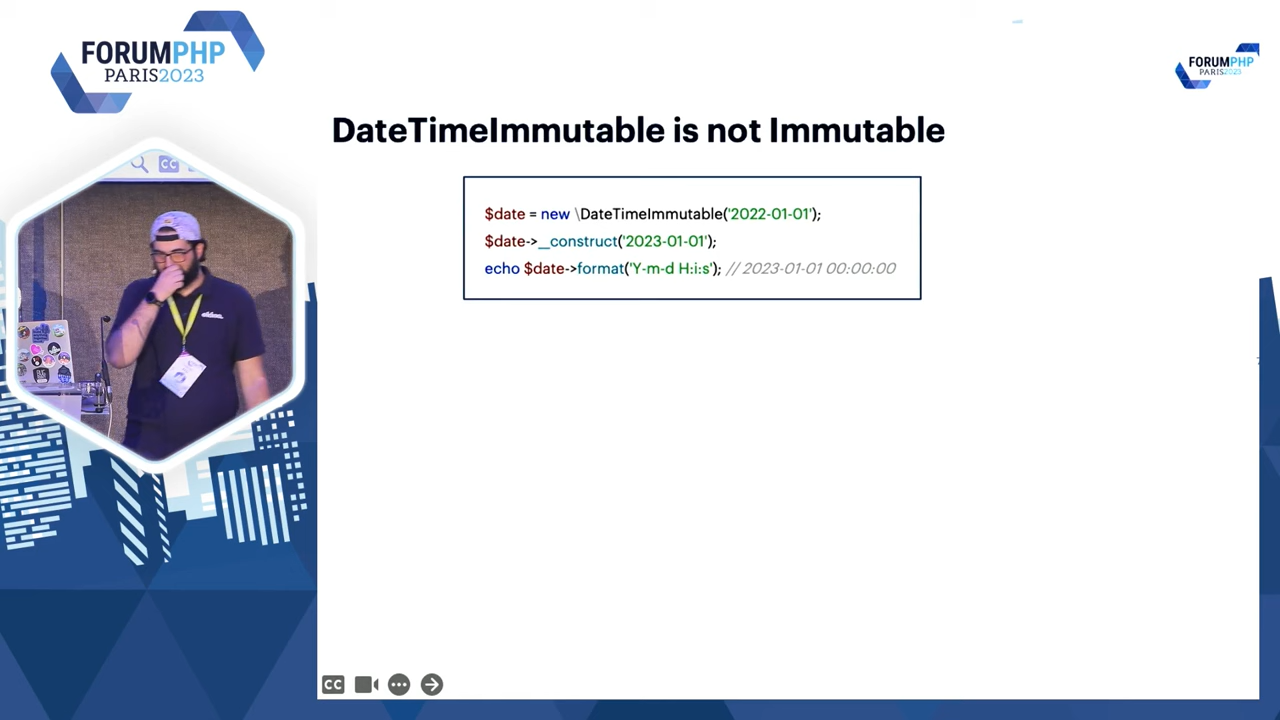 FORUMPHP
PARIS2023
FORUMPHP
PARIS2023
DateTimeImmutable is not Immutable
$date = new \DateTimeImmutable('2022-01-01');
$date->__construct('2023-01-01');
echo $date->format('Y-m-d H:i:s'); // 2023-01-01 00:00:00
CC
CC